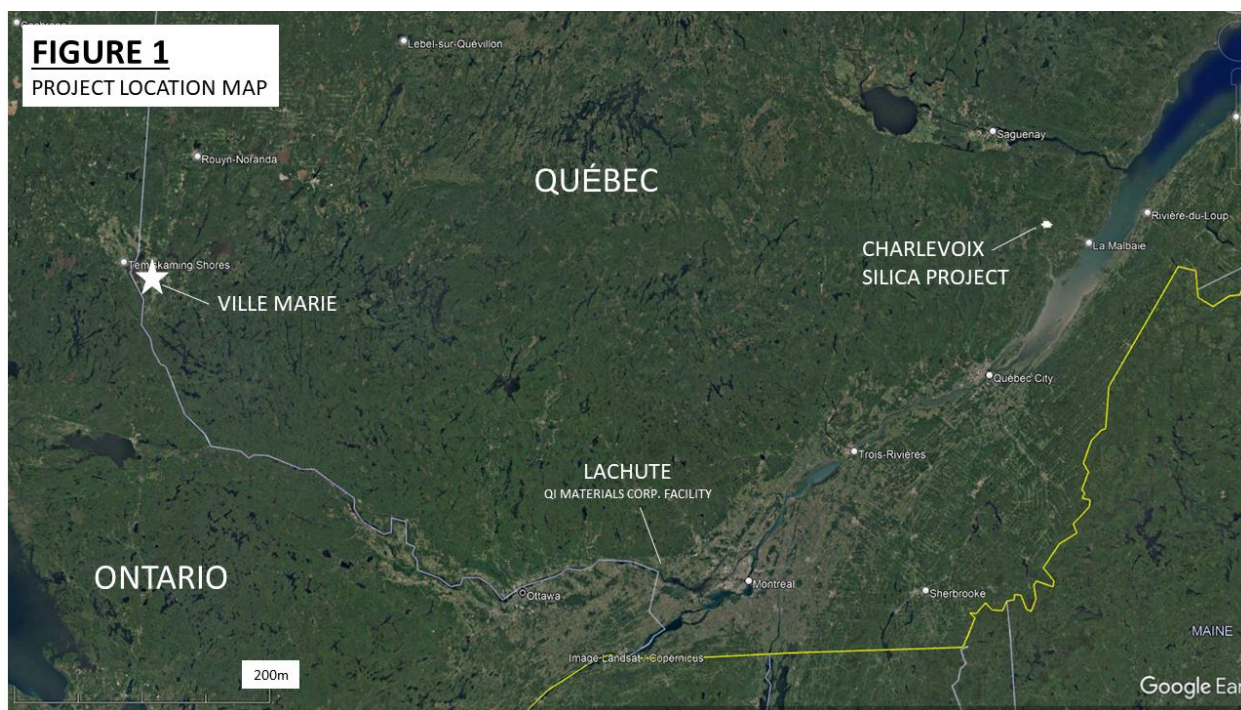 Cochrane
FIGURE 1
PROJECT LOCATION MAP
Lebel-sur-Quévillon
Rouyn-Noranda
Saguenay
QUÉBEC
Rivière-du-Loup
La Malbaie
CHARLEVOIX
SILICA PROJECT
Temiskaming Shores
VILLE MARIE
Québec City
Trois-Rivières
LACHUTE
QI MATERIALS CORP. FACILITY
ONTARIO
Montréal
Ottawa
Sherbrooke
MAINE
Image Landsat / Copernicus
200m
Google Ear